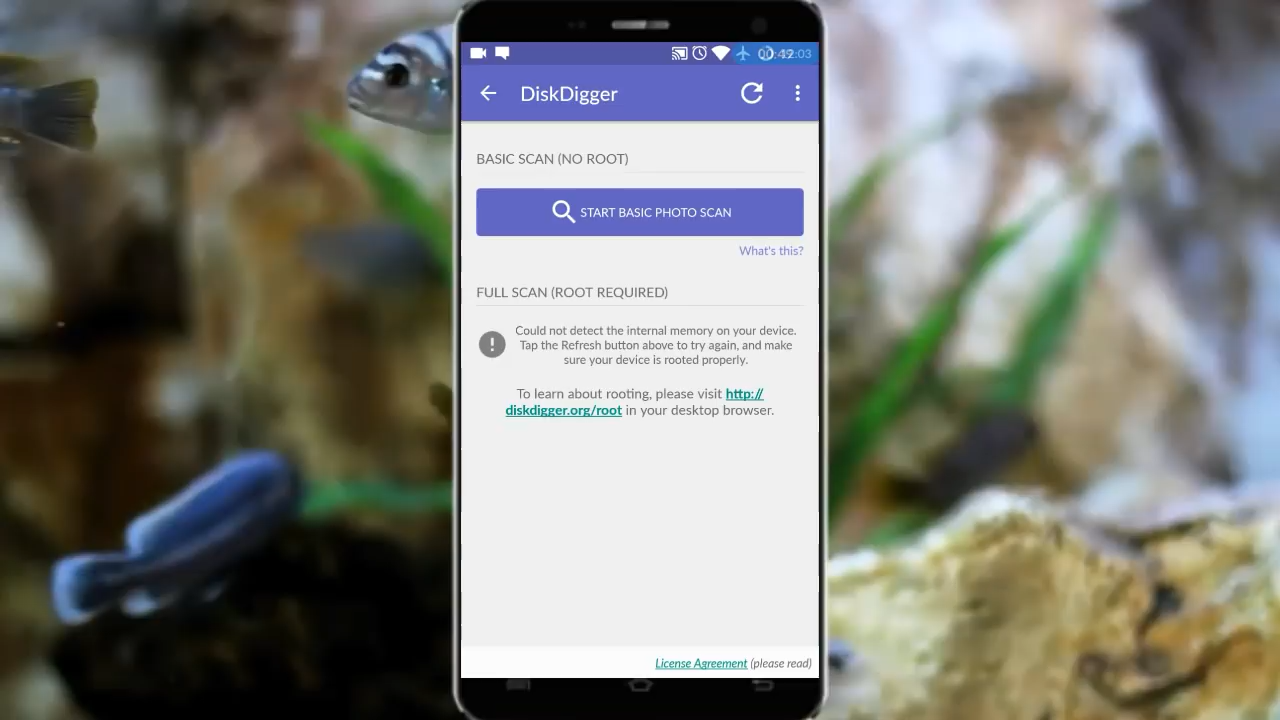 DiskDigger
BASIC SCAN (NO ROOT)
START BASIC PHOTO SCAN
What's this?
FULL SCAN (ROOT REQUIRED)
Could not detect the internal memory on your device.
Tap the Refresh button above to try again, and make
sure your device is rooted properly.
To learn about rooting, please visit http://
diskdigger.org/root in your desktop browser.
License Agreement (please read)